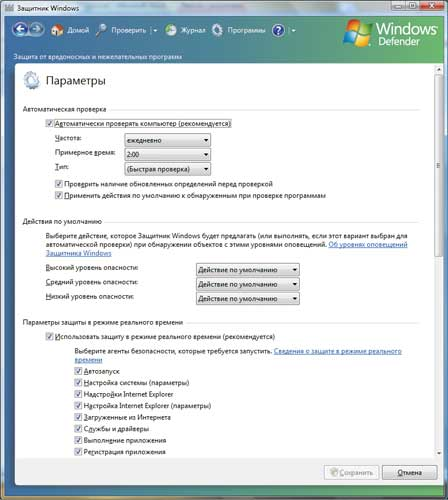 Защитник Windows
Домой Проверить Журнал Программы ?
Windows Defender
Защита от вредоносных и нежелательных программ
Параметры
Автоматическая проверка
Автоматически проверять компьютер (рекомендуется)
Частота: ежедневно
Примерное время: 2:00
Тип: (Быстрая проверка)
Проверить наличие обновленных определений перед проверкой
Применить действия по умолчанию к обнаруженным при проверке программам
Действия по умолчанию
Выберите действие, которое Защитник Windows будет предлагать (или выполнять, если этот вариант выбран для
автоматической проверки) при обнаружении объектов с этими уровнями оповещений. Об уровнях оповещений
Защитника Windows
Высокий уровень опасности: Действие по умолчанию
Средний уровень опасности: Действие по умолчанию
Низкий уровень опасности: Действие по умолчанию
Параметры защиты в режиме реального времени
Использовать защиту в режиме реального времени (рекомендуется)
Выберите агенты безопасности, которые требуется запустить. Сведения о защите в режиме реального
времени
Автозапуск
Настройка системы (параметры)
Надстройки Internet Explorer
Настройка Internet Explorer (параметры)
Загруженные из Интернета
Службы и драйверы
Выполнение приложения
Регистрация приложения
Сохранить Отмена